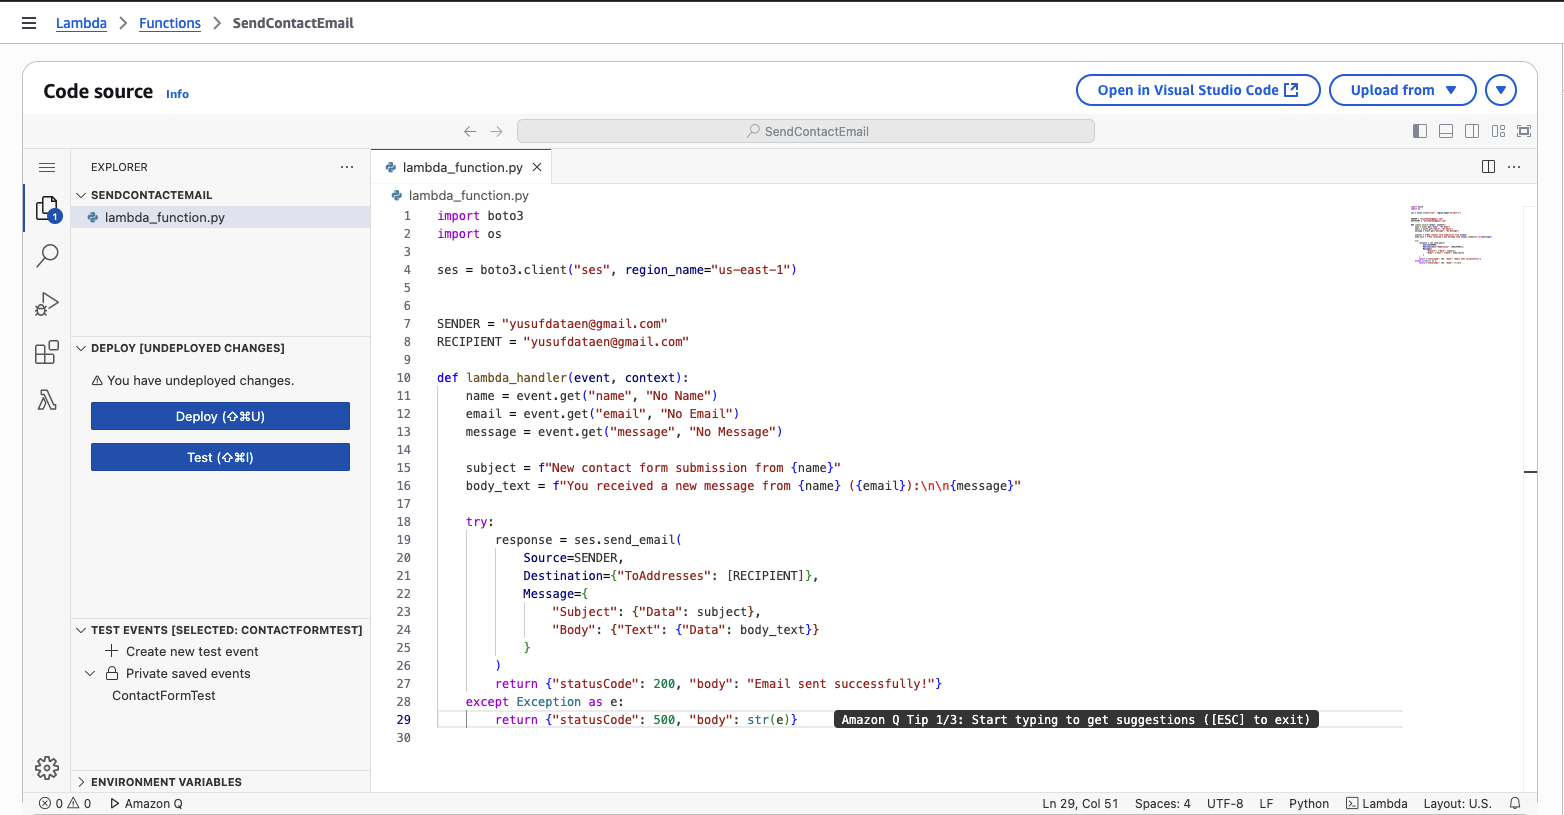 Lambda > Functions > SendContactEmail
Code source Info
Open in Visual Studio Code
Upload from
SendContactEmail
EXPLORER
SENDCONTACTEMAIL
lambda_function.py
1
DEPLOY [UNDEPLOYED CHANGES]
You have undeployed changes.
Deploy (⇧⌘U)
Test (⇧⌘I)
TEST EVENTS [SELECTED: CONTACTFORMTEST]
Create new test event
Private saved events
ContactFormTest
ENVIRONMENT VARIABLES
lambda_function.py
lambda_function.py
1 import boto3
2 import os
3
4 ses = boto3.client("ses", region_name="us-east-1")
5
6
7 SENDER = "yusufdataen@gmail.com"
8 RECIPIENT = "yusufdataen@gmail.com"
9
10 def lambda_handler(event, context):
11 name = event.get("name", "No Name")
12 email = event.get("email", "No Email")
13 message = event.get("message", "No Message")
14
15 subject = f"New contact form submission from {name}"
16 body_text = f"You received a new message from {name} ({email}):\n\n{message}"
17
18 try:
19 response = ses.send_email(
20 Source=SENDER,
21 Destination={"ToAddresses": [RECIPIENT]},
22 Message={
23 "Subject": {"Data": subject},
24 "Body": {"Text": {"Data": body_text}}
25 }
26 )
27 return {"statusCode": 200, "body": "Email sent successfully!"}
28 except Exception as e:
29 return {"statusCode": 500, "body": str(e)} Amazon Q Tip 1/3: Start typing to get suggestions ([ESC] to exit)
30
0 0 Amazon Q
Ln 29, Col 51 Spaces: 4 UTF-8 LF Python Lambda Layout: U.S.